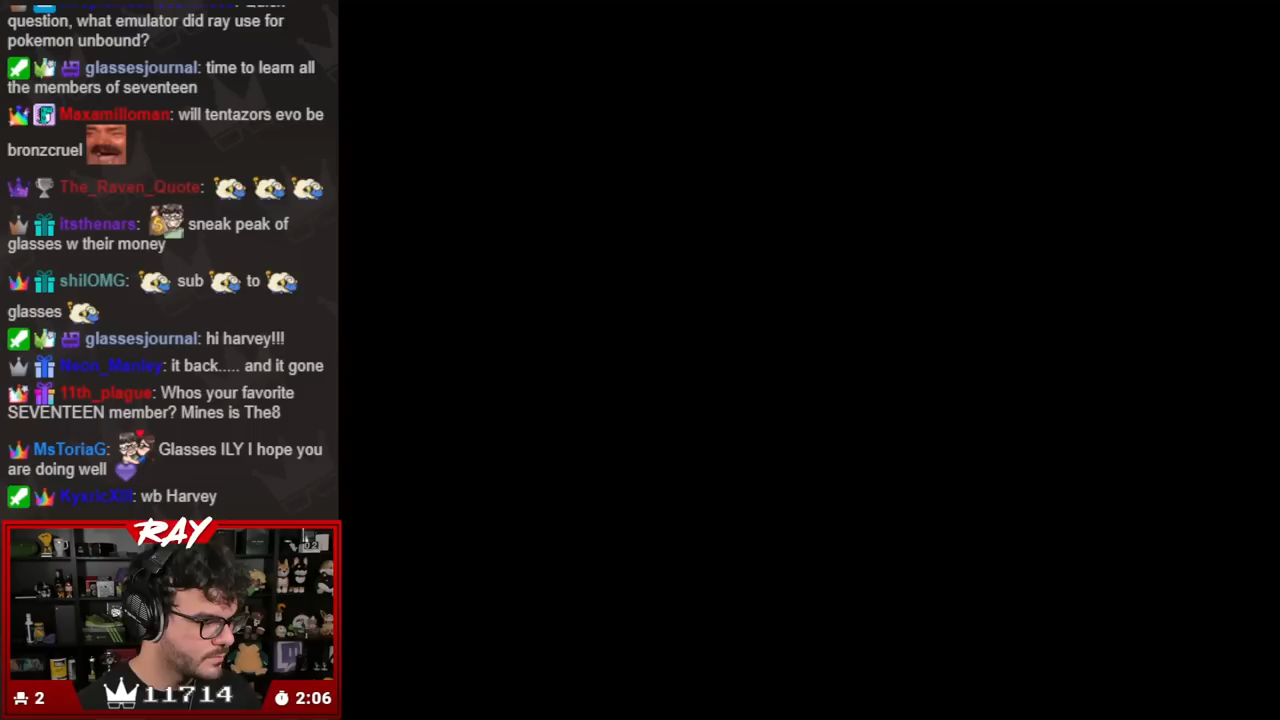 question, what emulator did ray use for
pokemon unbound?
glassesjournal: time to learn all
the members of seventeen
Maxamilloman: will tentazors evo be
bronzcruel
The_Raven_Quote:
itsthenars: sneak peak of
glasses w their money
shilOMG: sub to
glasses
glassesjournal: hi harvey!!!
Neon_Manley: it back..... and it gone
11th_plague: Whos your favorite
SEVENTEEN member? Mines is The8
MsToriaG: Glasses ILY I hope you
are doing well
wb Harvey
RAY
2
11714
2:06